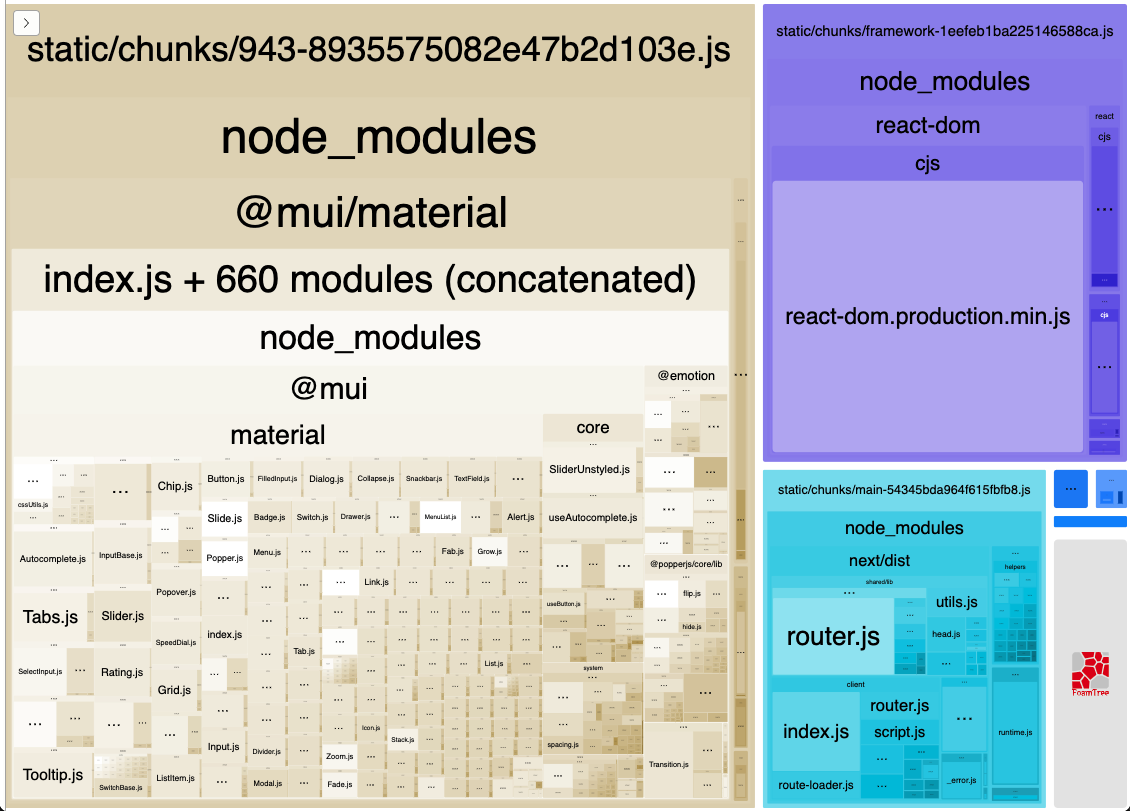 static/chunks/943-8935575082e47b2d103e.js
node_modules
@mui/material
index.js + 660 modules (concatenated)
node_modules
@mui
@emotion
material
core
cssUtils.js
Chip.js
Button.js
FilledInput.js
Dialog.js
Collapse.js
Snackbar.js
TextField.js
SliderUnstyled.js
Slide.js
Badge.js
Switch.js
Drawer.js
MenuList.js
Alert.js
useAutocomplete.js
Autocomplete.js
InputBase.js
Popper.js
Menu.js
Fab.js
Grow.js
@popperjs/core/lib
Popover.js
Link.js
flip.js
useButton.js
Tabs.js
Slider.js
hide.js
SpeedDial.js
index.js
Tab.js
List.js
system
SelectInput.js
Rating.js
Grid.js
Icon.js
Stack.js
spacing.js
Input.js
Divider.js
Zoom.js
Transition.js
Tooltip.js
SwitchBase.js
ListItem.js
Modal.js
Fade.js
static/chunks/framework-1eefeb1ba225146588ca.js
node_modules
react-dom
react
cjs
cjs
react-dom.production.min.js
cjs
static/chunks/main-54345bda964f615fbfb8.js
node_modules
next/dist
helpers
shared/lib
utils.js
router.js
head.js
client
router.js
index.js
script.js
runtime.js
route-loader.js
_error.js
FoamTree